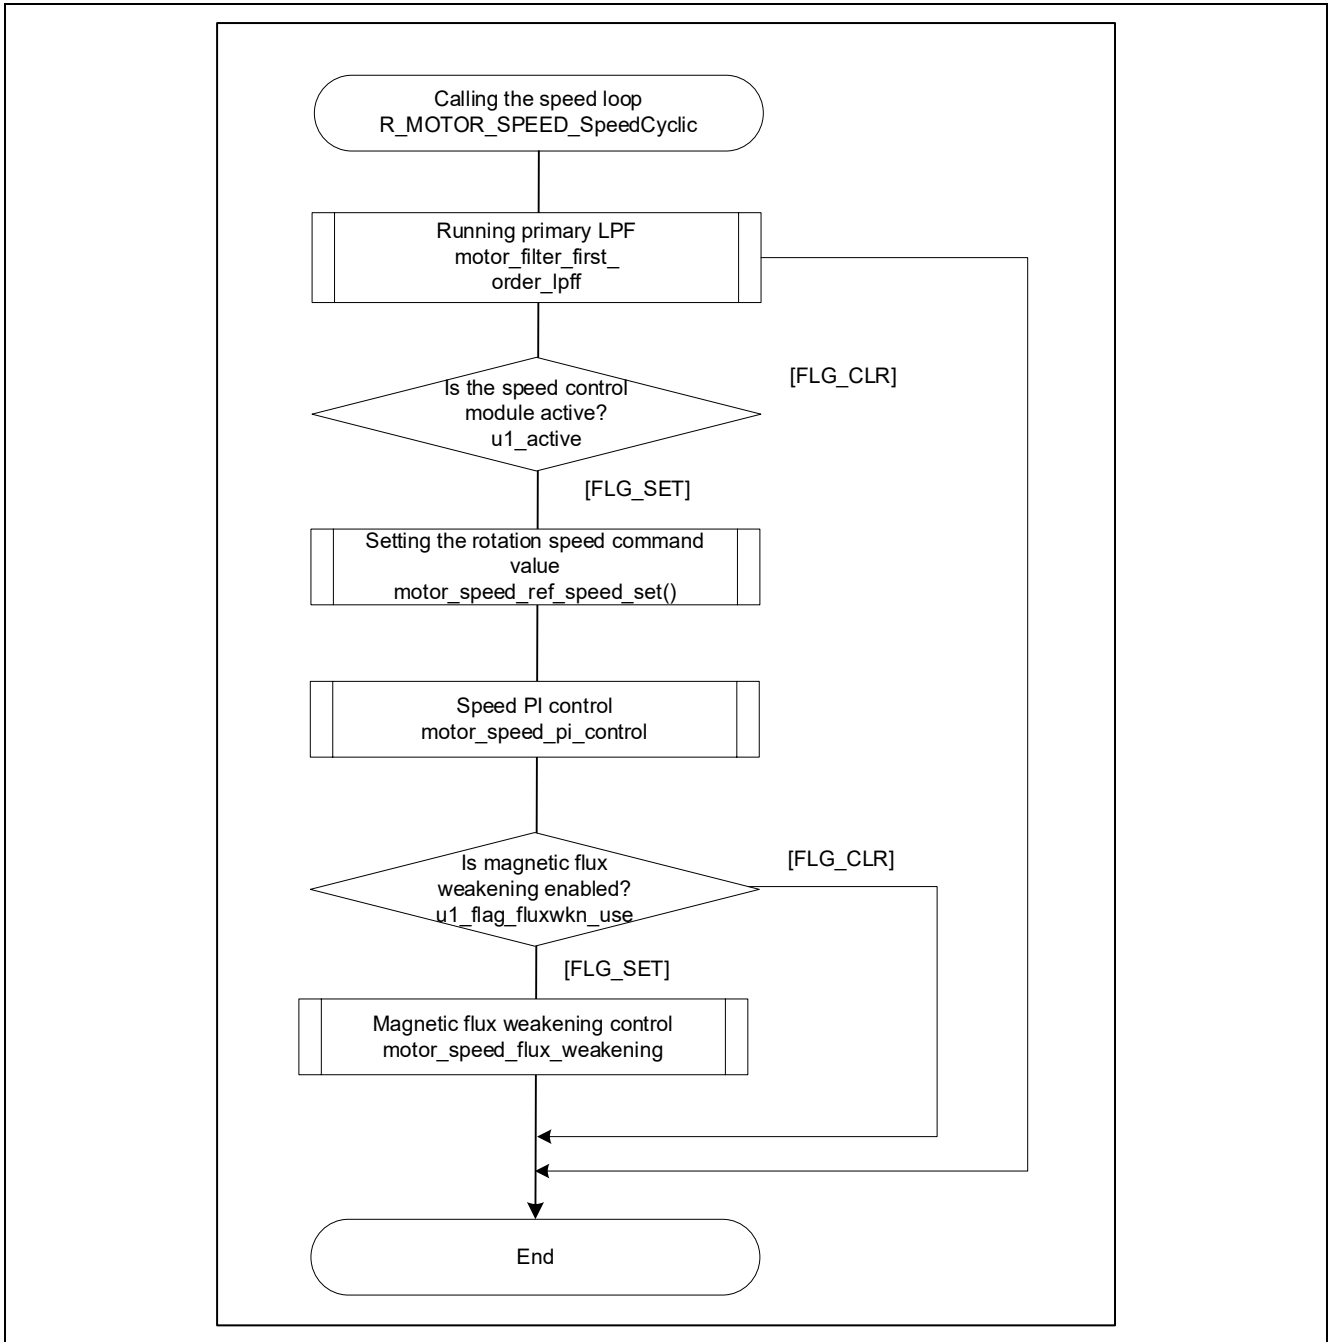 Calling the speed loop
R_MOTOR_SPEED_SpeedCyclic
Running primary LPF
motor_filter_first_
order_lpff
[FLG_CLR]
Is the speed control
module active?
u1_active
[FLG_SET]
Setting the rotation speed command
value
motor_speed_ref_speed_set()
Speed PI control
motor_speed_pi_control
Is magnetic flux
weakening enabled?
u1_flag_fluxwkn_use
[FLG_CLR]
[FLG_SET]
Magnetic flux weakening control
motor_speed_flux_weakening
End